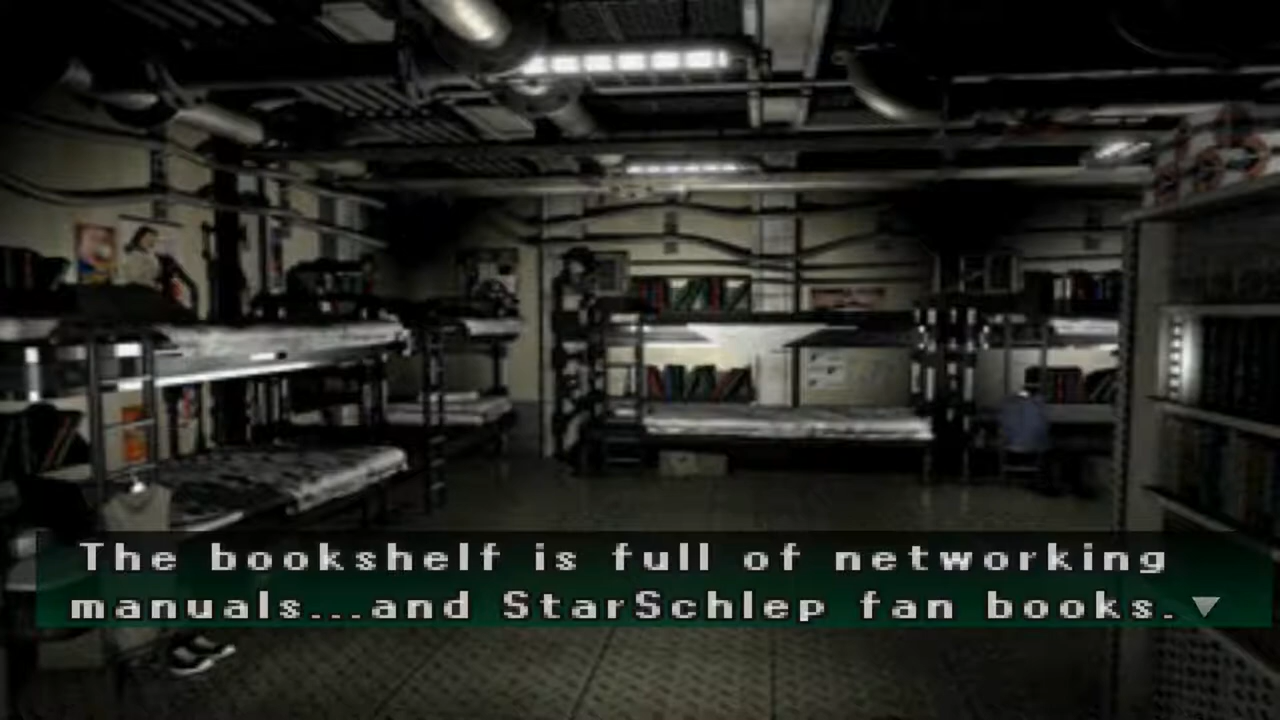 The bookshelf is full of networking
manuals...and StarSchlep fan books.